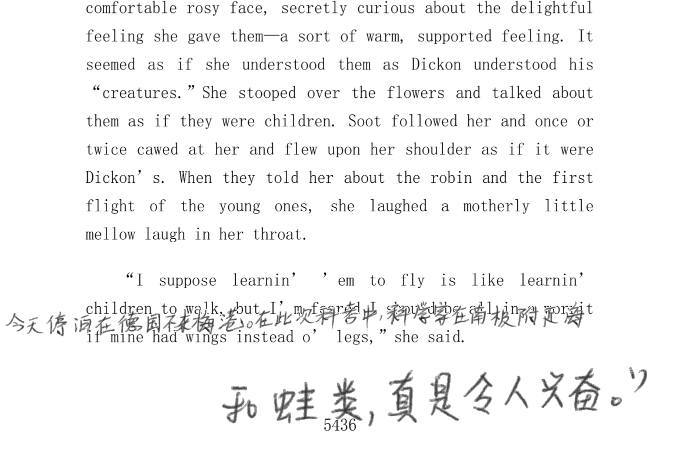 comfortable rosy face, secretly curious about the delightful
feeling she gave them—a sort of warm, supported feeling. It
seemed as if she understood them as Dickon understood his
“creatures.” She stooped over the flowers and talked about
them as if they were children. Soot followed her and once or
twice cawed at her and flew upon her shoulder as if it were
Dickon’s. When they told her about the robin and the first
flight of the young ones, she laughed a motherly little
mellow laugh in her throat.
“I suppose learnin’ ’em to fly is like learnin’
children to walk, but I’m feared I should be all in a worrit
今天停泊在德国不来梅港。在此次科考中,科学家在南极附近海
if mine had wings instead o’ legs,” she said.
和蛙类,真是令人兴奋。”
5436